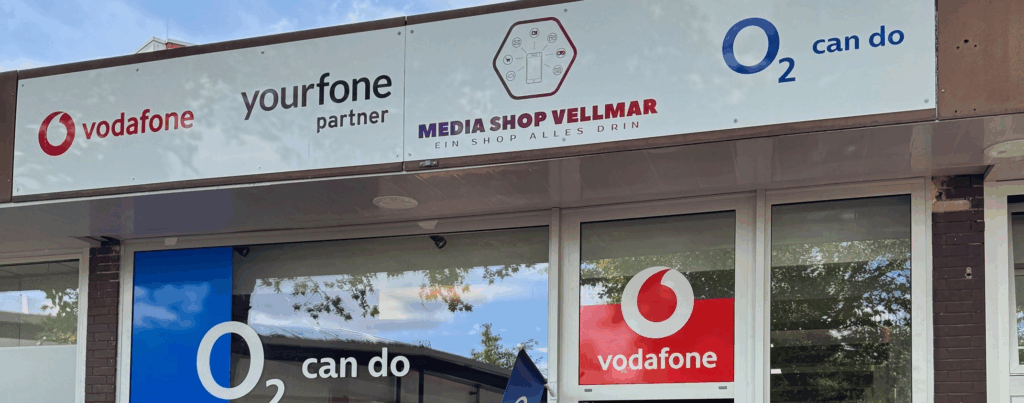 vodafone
yourfone
partner
MEDIA SHOP VELLMAR
EIN SHOP ALLES DRIN
O2 can do
O2 can do
vodafone